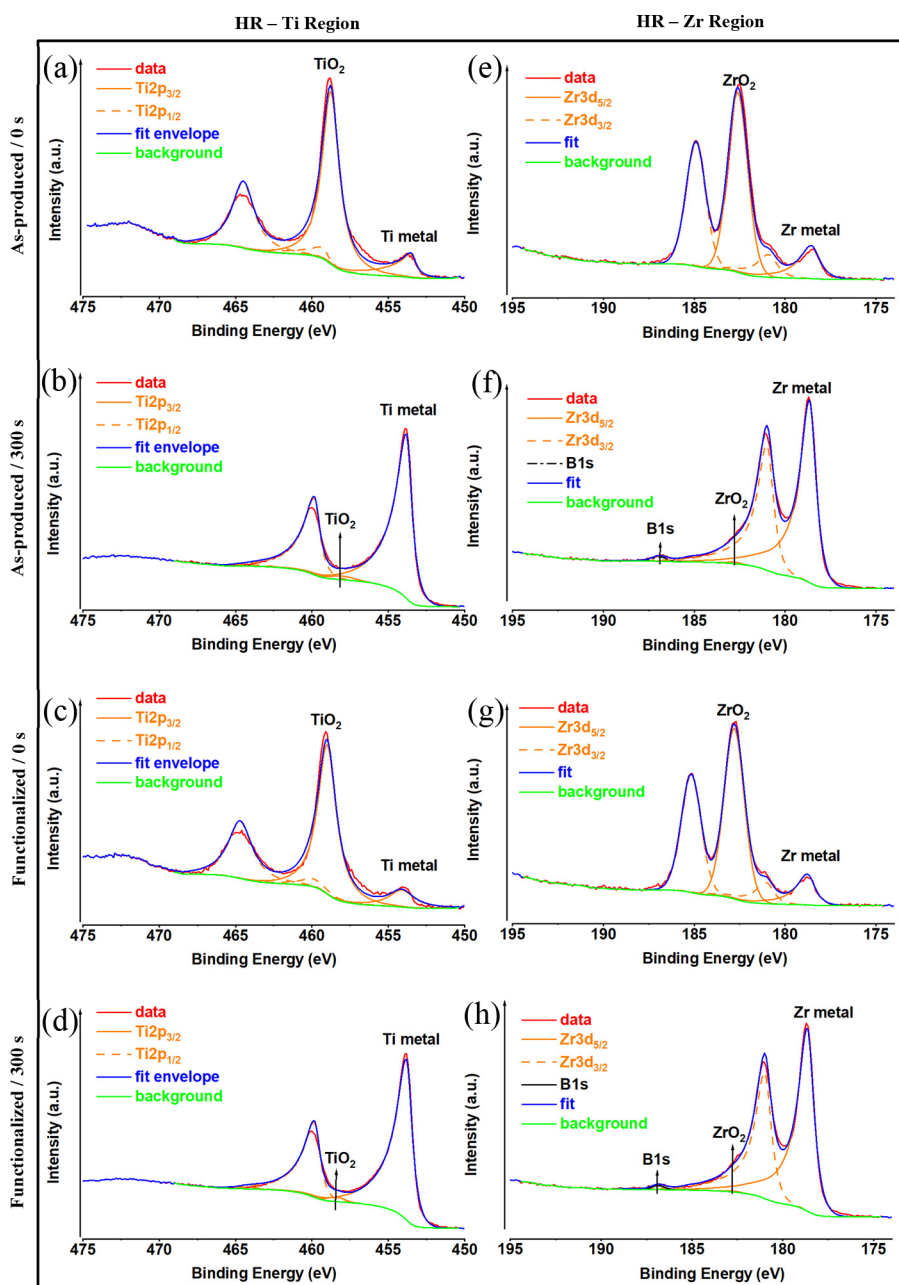 HR – Ti Region
HR – Zr Region
As-produced / 0 s
(a)
data
Ti2p3/2
Ti2p1/2
fit envelope
background
TiO2
Ti metal
Intensity (a.u.)
475 470 465 460 455 450
Binding Energy (eV)
(e)
data
Zr3d5/2
Zr3d3/2
fit
background
ZrO2
Zr metal
Intensity (a.u.)
195 190 185 180 175
Binding Energy (eV)
As-produced / 300 s
(b)
data
Ti2p3/2
Ti2p1/2
fit envelope
background
TiO2
Ti metal
Intensity (a.u.)
475 470 465 460 455 450
Binding Energy (eV)
(f)
data
Zr3d5/2
Zr3d3/2
B1s
fit
background
B1s
ZrO2
Zr metal
Intensity (a.u.)
195 190 185 180 175
Binding Energy (eV)
Functionalized / 0 s
(c)
data
Ti2p3/2
Ti2p1/2
fit envelope
background
TiO2
Ti metal
Intensity (a.u.)
475 470 465 460 455 450
Binding Energy (eV)
(g)
data
Zr3d5/2
Zr3d3/2
fit
background
ZrO2
Zr metal
Intensity (a.u.)
195 190 185 180 175
Binding Energy (eV)
Functionalized / 300 s
(d)
data
Ti2p3/2
Ti2p1/2
fit envelope
background
TiO2
Ti metal
Intensity (a.u.)
475 470 465 460 455 450
Binding Energy (eV)
(h)
data
Zr3d5/2
Zr3d3/2
B1s
fit
background
B1s
ZrO2
Zr metal
Intensity (a.u.)
195 190 185 180 175
Binding Energy (eV)